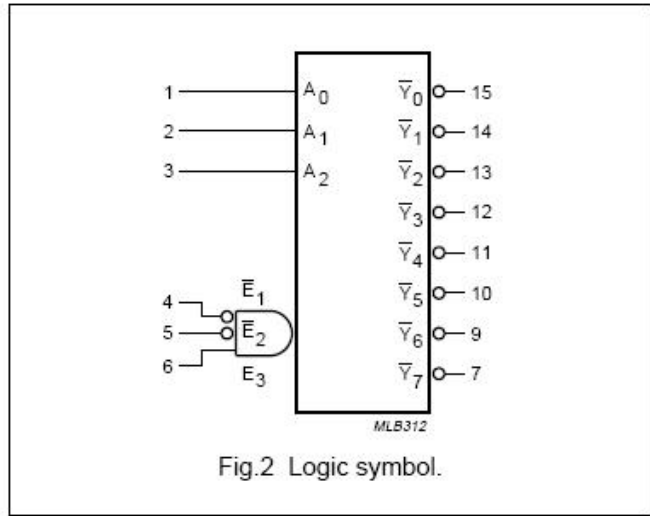 1 A0 Y̅0 15
2 A1 Y̅1 14
3 A2 Y̅2 13
Y̅3 12
Y̅4 11
E̅1
4 Y̅5 10
5 E̅2 Y̅6 9
6 E3 Y̅7 7
MLB312
Fig.2 Logic symbol.